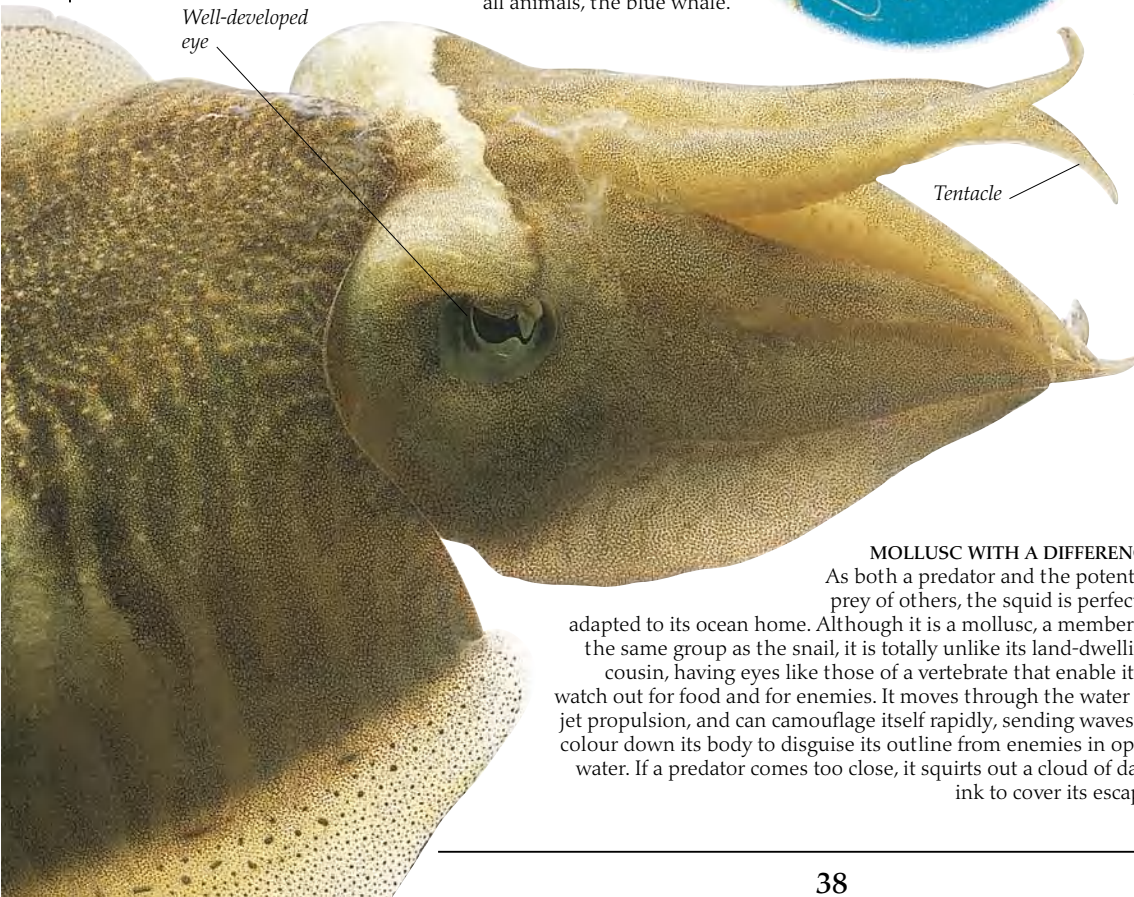 all animals, the blue whale.
Well-developed
eye
Tentacle
MOLLUSC WITH A DIFFEREN
As both a predator and the potent
prey of others, the squid is perfec
adapted to its ocean home. Although it is a mollusc, a member
the same group as the snail, it is totally unlike its land-dwelli
cousin, having eyes like those of a vertebrate that enable it
watch out for food and for enemies. It moves through the water
jet propulsion, and can camouflage itself rapidly, sending waves
colour down its body to disguise its outline from enemies in op
water. If a predator comes too close, it squirts out a cloud of da
ink to cover its esca
38